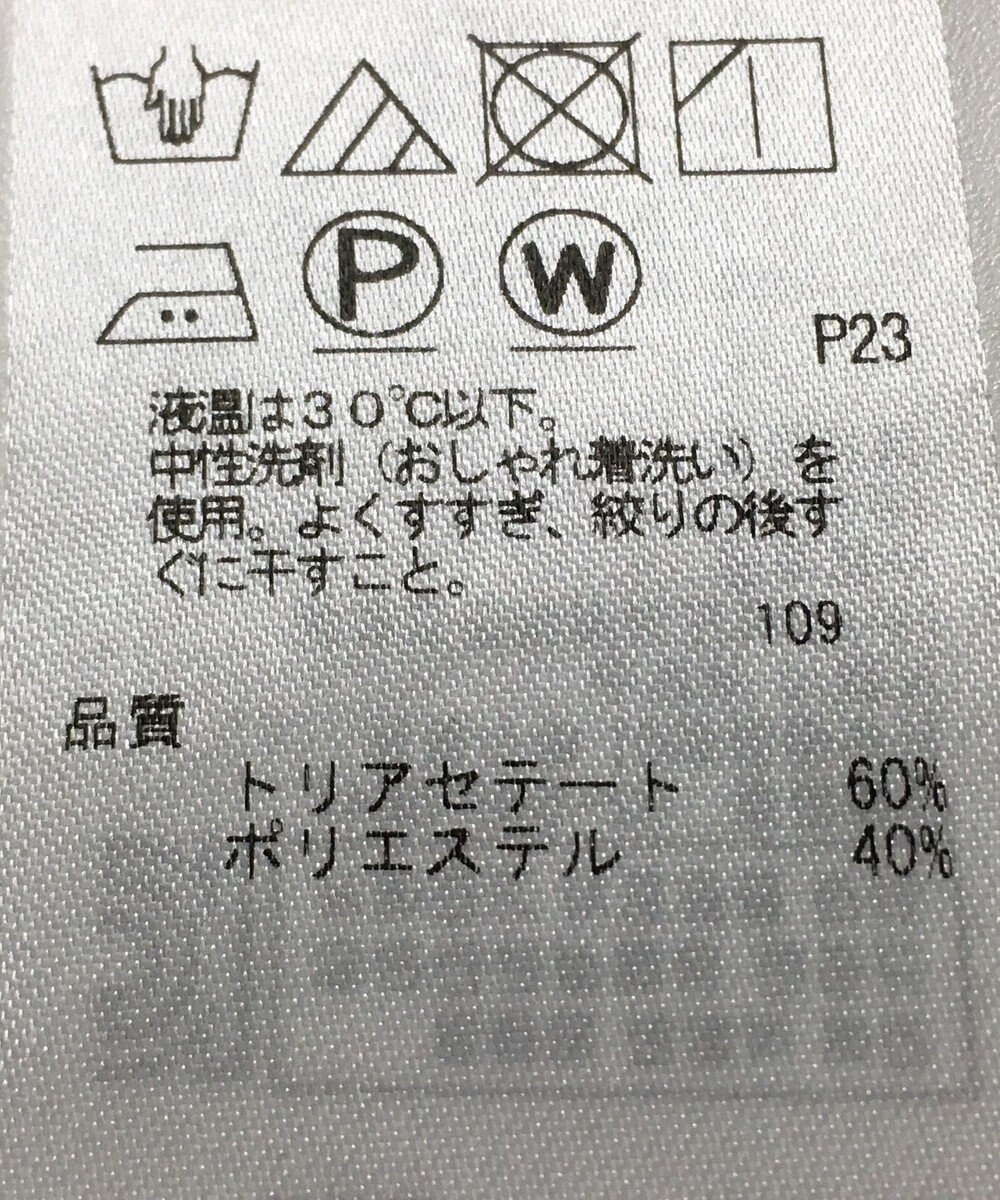 P W
P23
液温は30℃以下。
中性洗剤（おしゃれ着洗い）を
使用。よくすすぎ、絞りの後す
ぐに干すこと。
109
品質
トリアセテート 60%
ポリエステル 40%